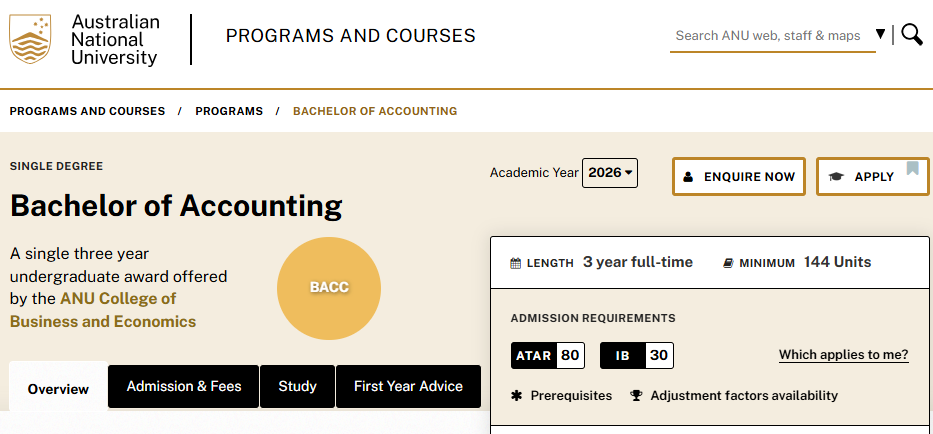 Australian
National
University
PROGRAMS AND COURSES
Search ANU web, staff & maps
PROGRAMS AND COURSES / PROGRAMS / BACHELOR OF ACCOUNTING
SINGLE DEGREE
Academic Year 2026
ENQUIRE NOW
APPLY
Bachelor of Accounting
A single three year
undergraduate award offered
by the ANU College of
Business and Economics
BACC
LENGTH 3 year full-time MINIMUM 144 Units
ADMISSION REQUIREMENTS
ATAR 80 IB 30 Which applies to me?
Prerequisites Adjustment factors availability
Overview Admission & Fees Study First Year Advice